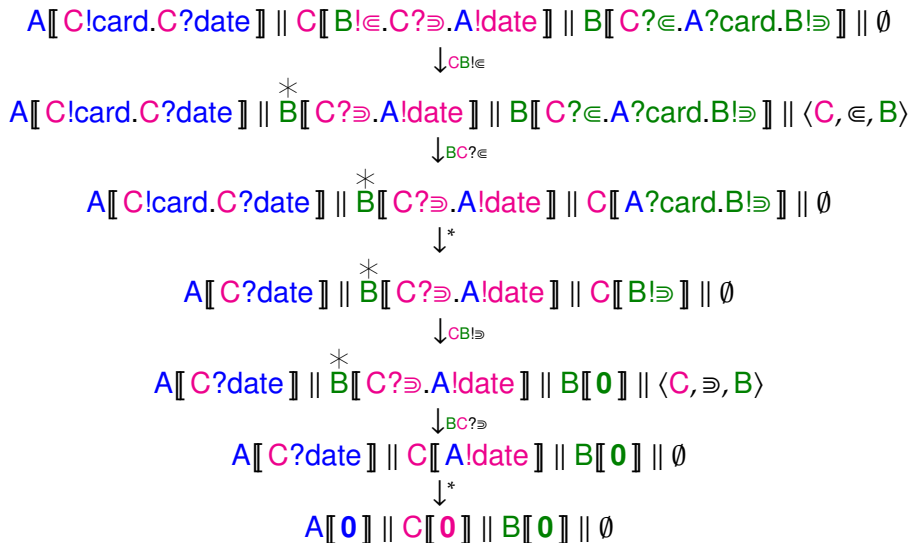 A⟦ C!card.C?date ⟧ ∥ C⟦ B!⋐.C?⋑.A!date ⟧ ∥ B⟦ C?⋐.A?card.B!⋑ ⟧ ∥ ∅
↓CB!⋐
A⟦ C!card.C?date ⟧ ∥ B̽⟦ C?⋑.A!date ⟧ ∥ B⟦ C?⋐.A?card.B!⋑ ⟧ ∥ ⟨C, ⋐, B⟩
↓BC?⋐
A⟦ C!card.C?date ⟧ ∥ B̽⟦ C?⋑.A!date ⟧ ∥ C⟦ A?card.B!⋑ ⟧ ∥ ∅
↓*
A⟦ C?date ⟧ ∥ B̽⟦ C?⋑.A!date ⟧ ∥ C⟦ B!⋑ ⟧ ∥ ∅
↓CB!⋑
A⟦ C?date ⟧ ∥ B̽⟦ C?⋑.A!date ⟧ ∥ B⟦ 0 ⟧ ∥ ⟨C, ⋑, B⟩
↓BC?⋑
A⟦ C?date ⟧ ∥ C⟦ A!date ⟧ ∥ B⟦ 0 ⟧ ∥ ∅
↓*
A⟦ 0 ⟧ ∥ C⟦ 0 ⟧ ∥ B⟦ 0 ⟧ ∥ ∅